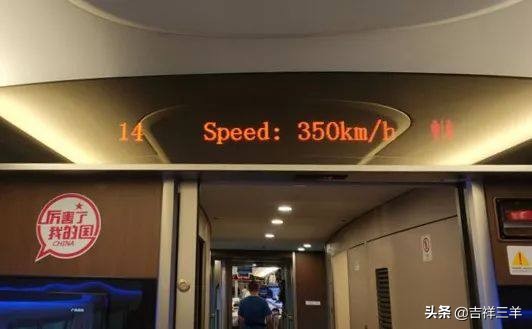 14 Speed: 350km/h
厉害了
我的国
CHINA
头条 @吉祥三羊